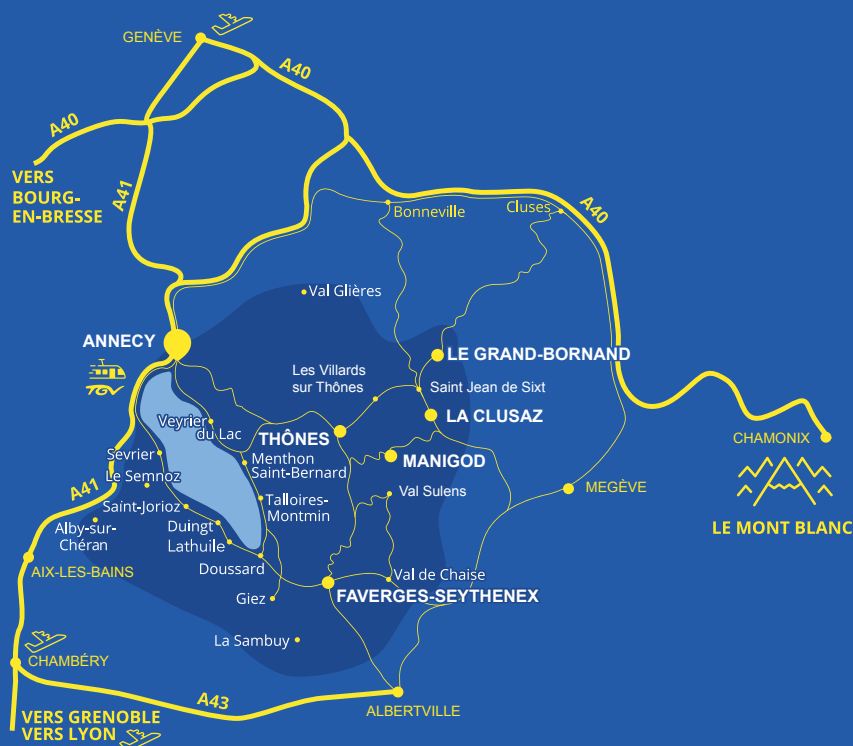 GENÈVE
A40
A40
VERS
BOURG-
EN-BRESSE
A41
A40
Bonneville
Cluses
Val Glières
ANNECY
TGV
LE GRAND-BORNAND
Les Villards
sur Thônes
Saint Jean de Sixt
LA CLUSAZ
Veyrier
du Lac
THÔNES
CHAMONIX
Sevrier
Menthon
Saint-Bernard
MANIGOD
Le Semnoz
A41
Val Sulens
MEGÈVE
Saint-Jorioz
Talloires-
Montmin
LE MONT BLANC
Alby-sur-
Chéran
Duingt
Lathuile
Doussard
AIX-LES-BAINS
Val de Chaise
Giez
FAVERGES-SEYTHENEX
La Sambuy
CHAMBÉRY
A43
ALBERTVILLE
VERS GRENOBLE
VERS LYON